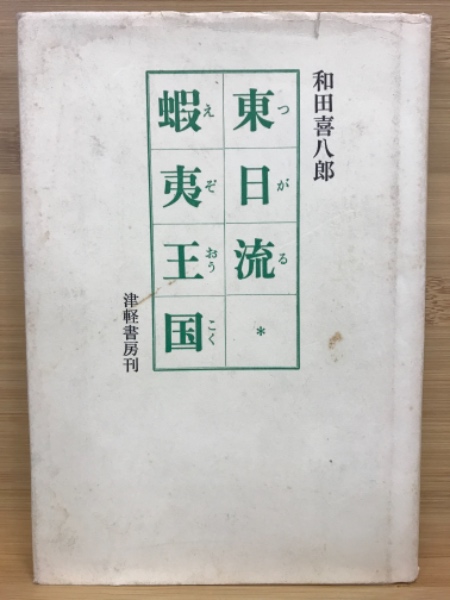 和田喜八郎
東日流*
つがる
蝦夷王国
えぞおうこく
津軽書房刊